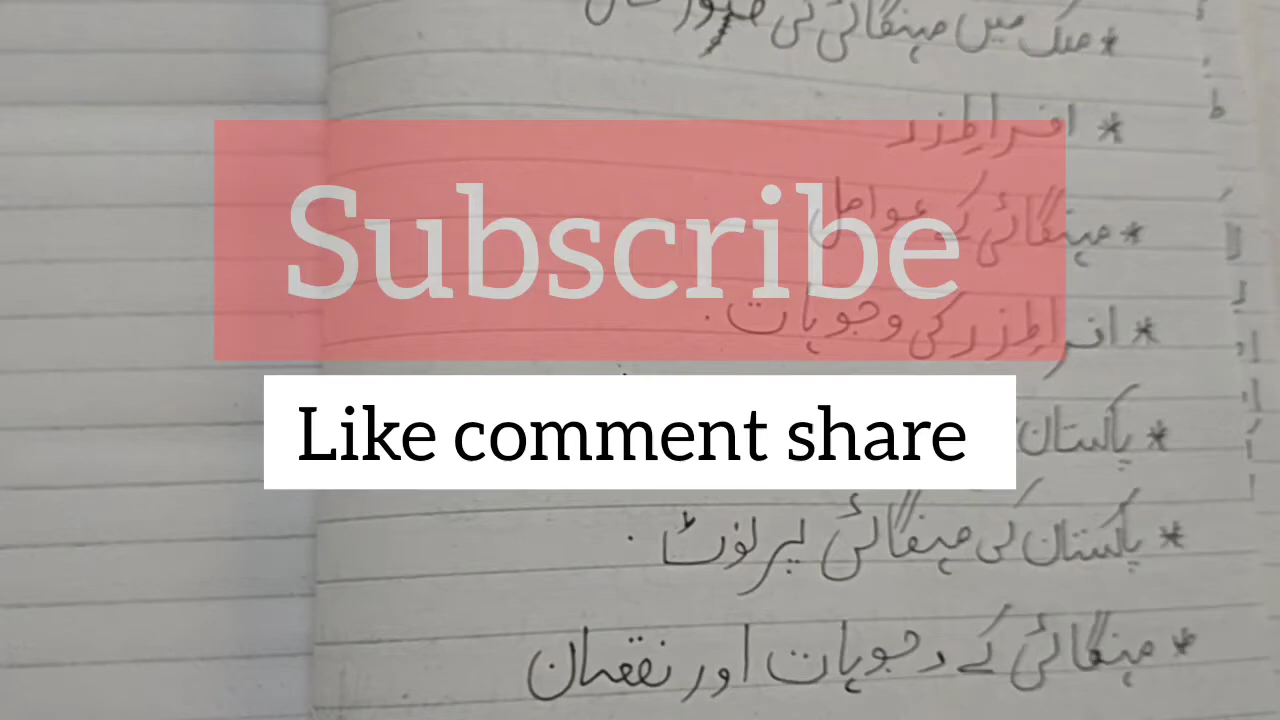 * ملک میں مہنگائی کی
* افراطِ زر
* مہنگائی کے عوامل
* افراطِ زر کی وجوہات .
* پاکستان
* پاکستان کی مہنگائی پر نوٹ .
* مہنگائی کے وجوہات اور نقصان
Subscribe
Like comment share